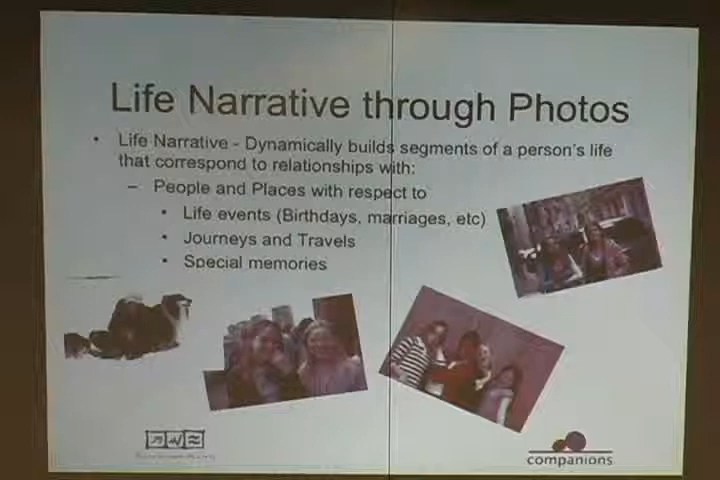 Life Narrative through Photos
• Life Narrative - Dynamically builds segments of a person's life
that correspond to relationships with:
– People and Places with respect to
• Life events (Birthdays, marriages, etc)
• Journeys and Travels
• Special memories
companions